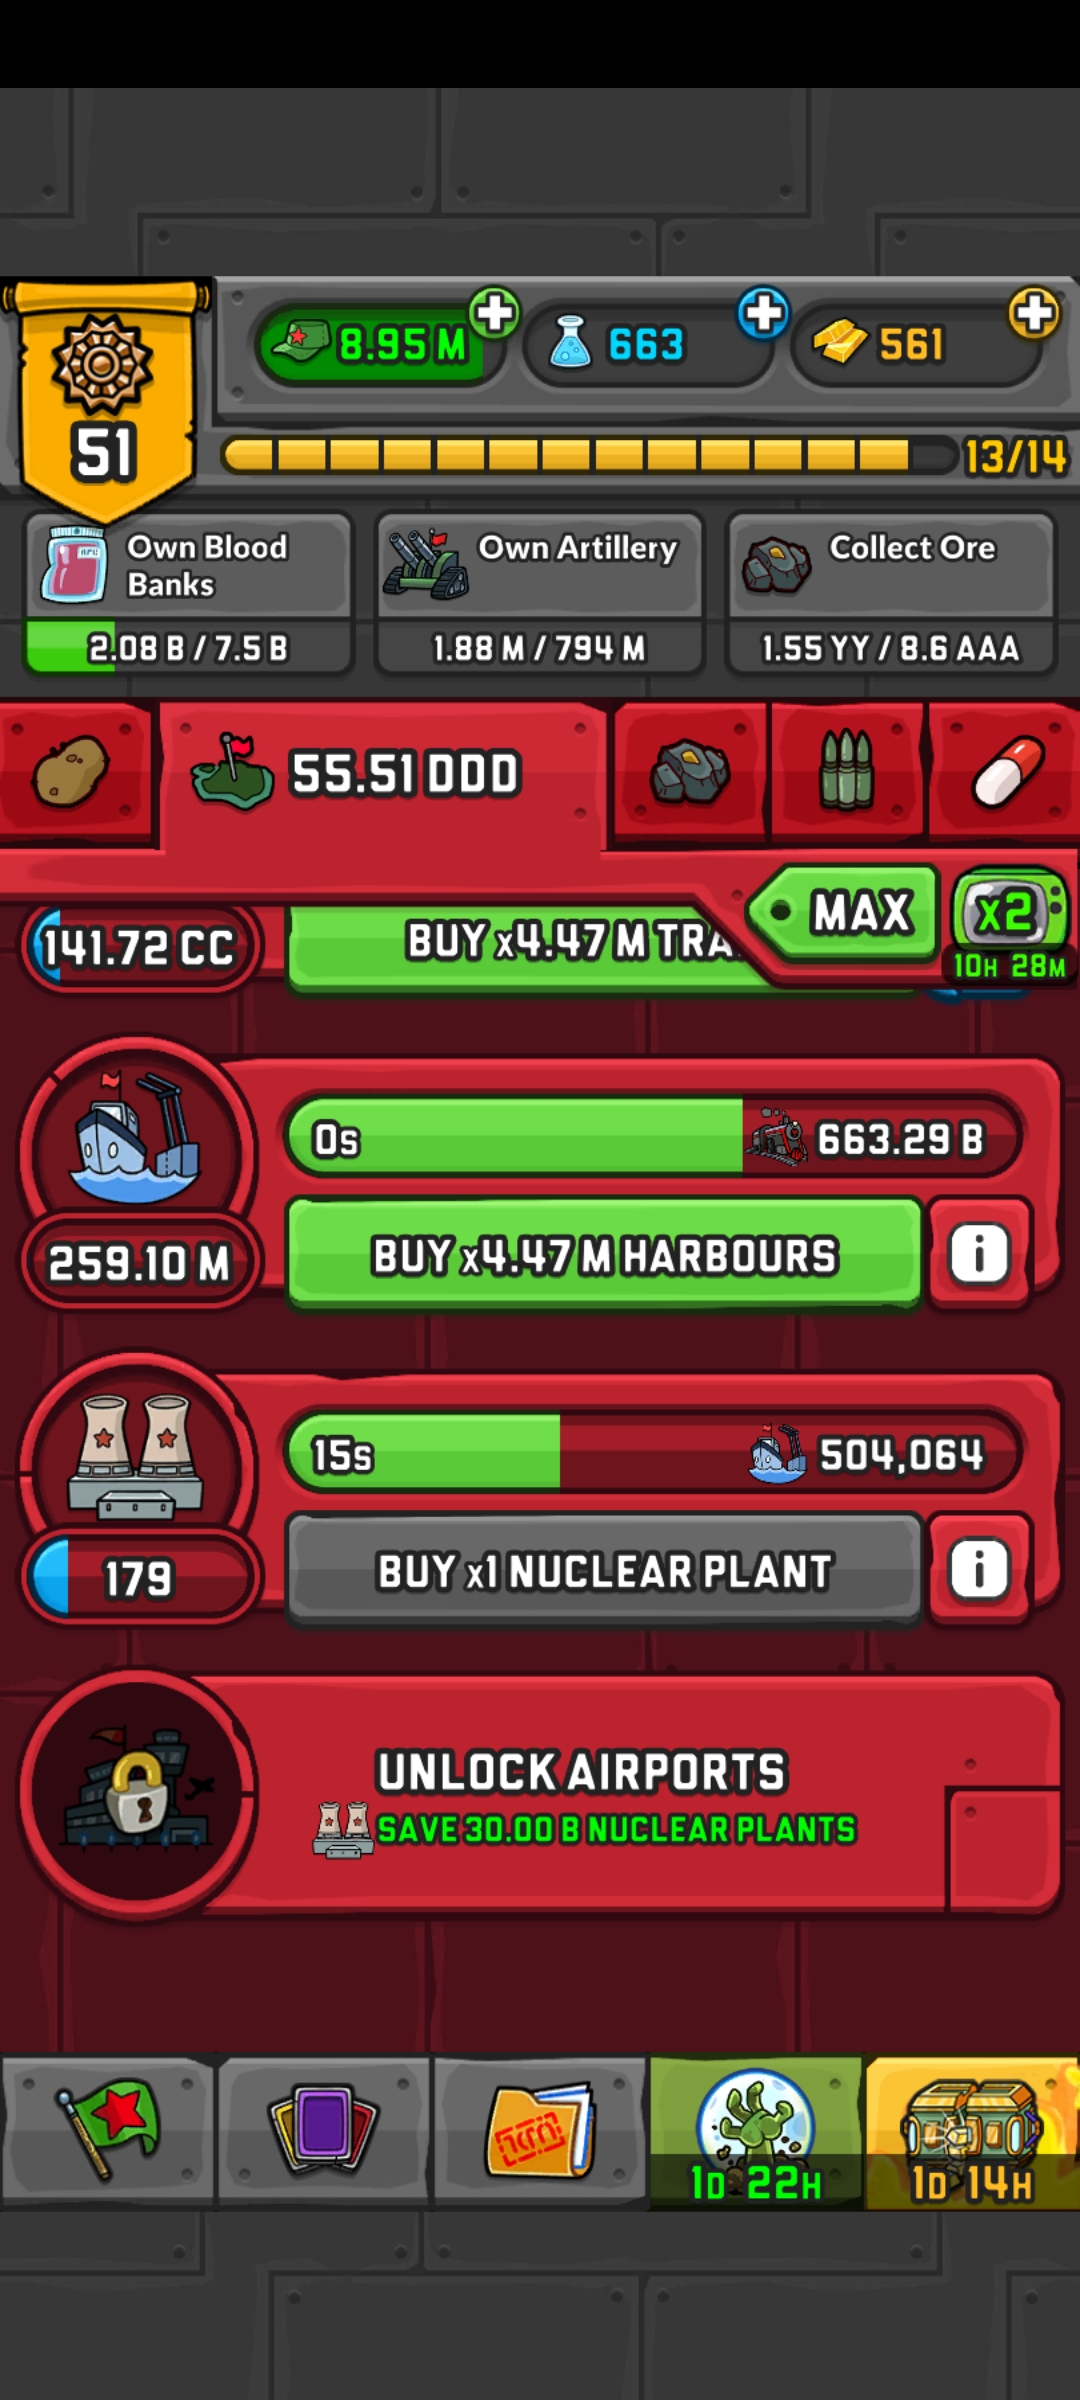 8.95 M
663
561
51
13/14
Own Blood
Banks
Own Artillery
Collect Ore
2.08 B / 7.5 B
1.88 M / 794 M
1.55 YY / 8.6 AAA
55.51 DDD
MAX
x2
10H 28M
141.72 CC
BUY x4.47 M TRA
0s
663.29 B
259.10 M
BUY x4.47 M HARBOURS
i
15s
504,064
179
BUY x1 NUCLEAR PLANT
i
UNLOCK AIRPORTS
SAVE 30.00 B NUCLEAR PLANTS
1D 22H
1D 14H